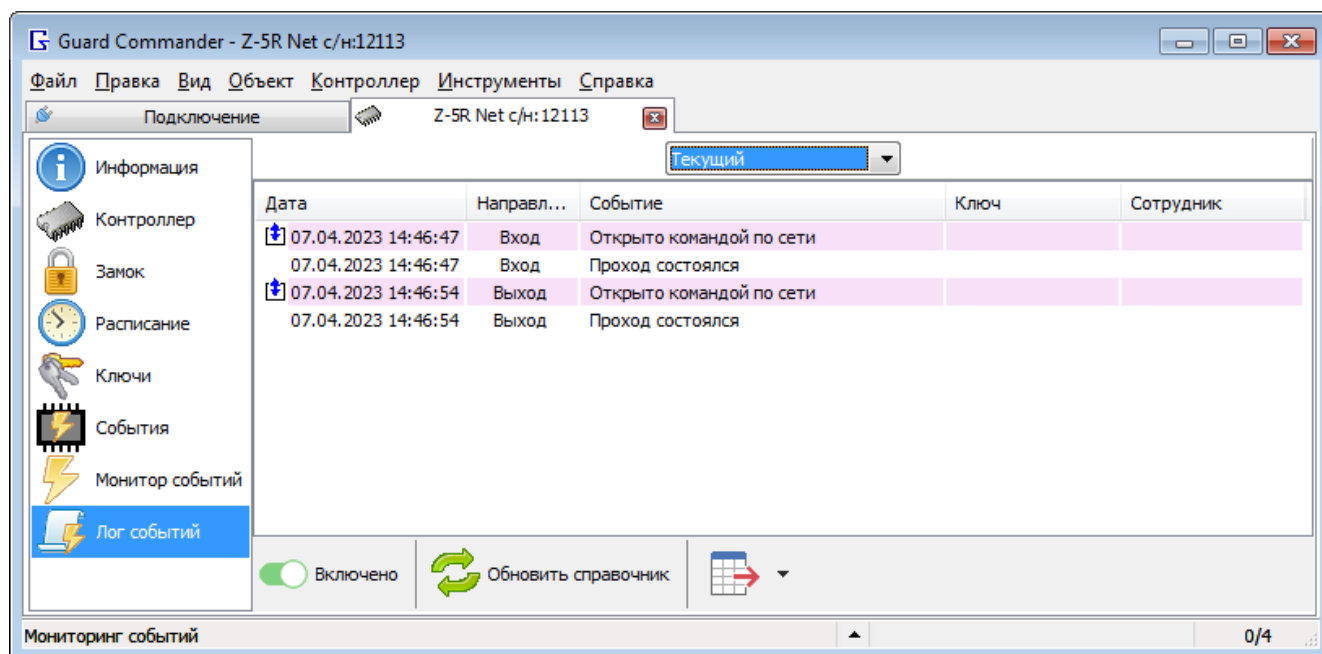 Guard Commander - Z-5R Net с/н:12113
Файл Правка Вид Объект Контроллер Инструменты Справка
Подключение Z-5R Net с/н:12113
Информация
Контроллер
Замок
Расписание
Ключи
События
Монитор событий
Лог событий
Текущий
Дата Направл... Событие Ключ Сотрудник
07.04.2023 14:46:47 Вход Открыто командой по сети
07.04.2023 14:46:47 Вход Проход состоялся
07.04.2023 14:46:54 Выход Открыто командой по сети
07.04.2023 14:46:54 Выход Проход состоялся
Включено Обновить справочник
Мониторинг событий 0/4